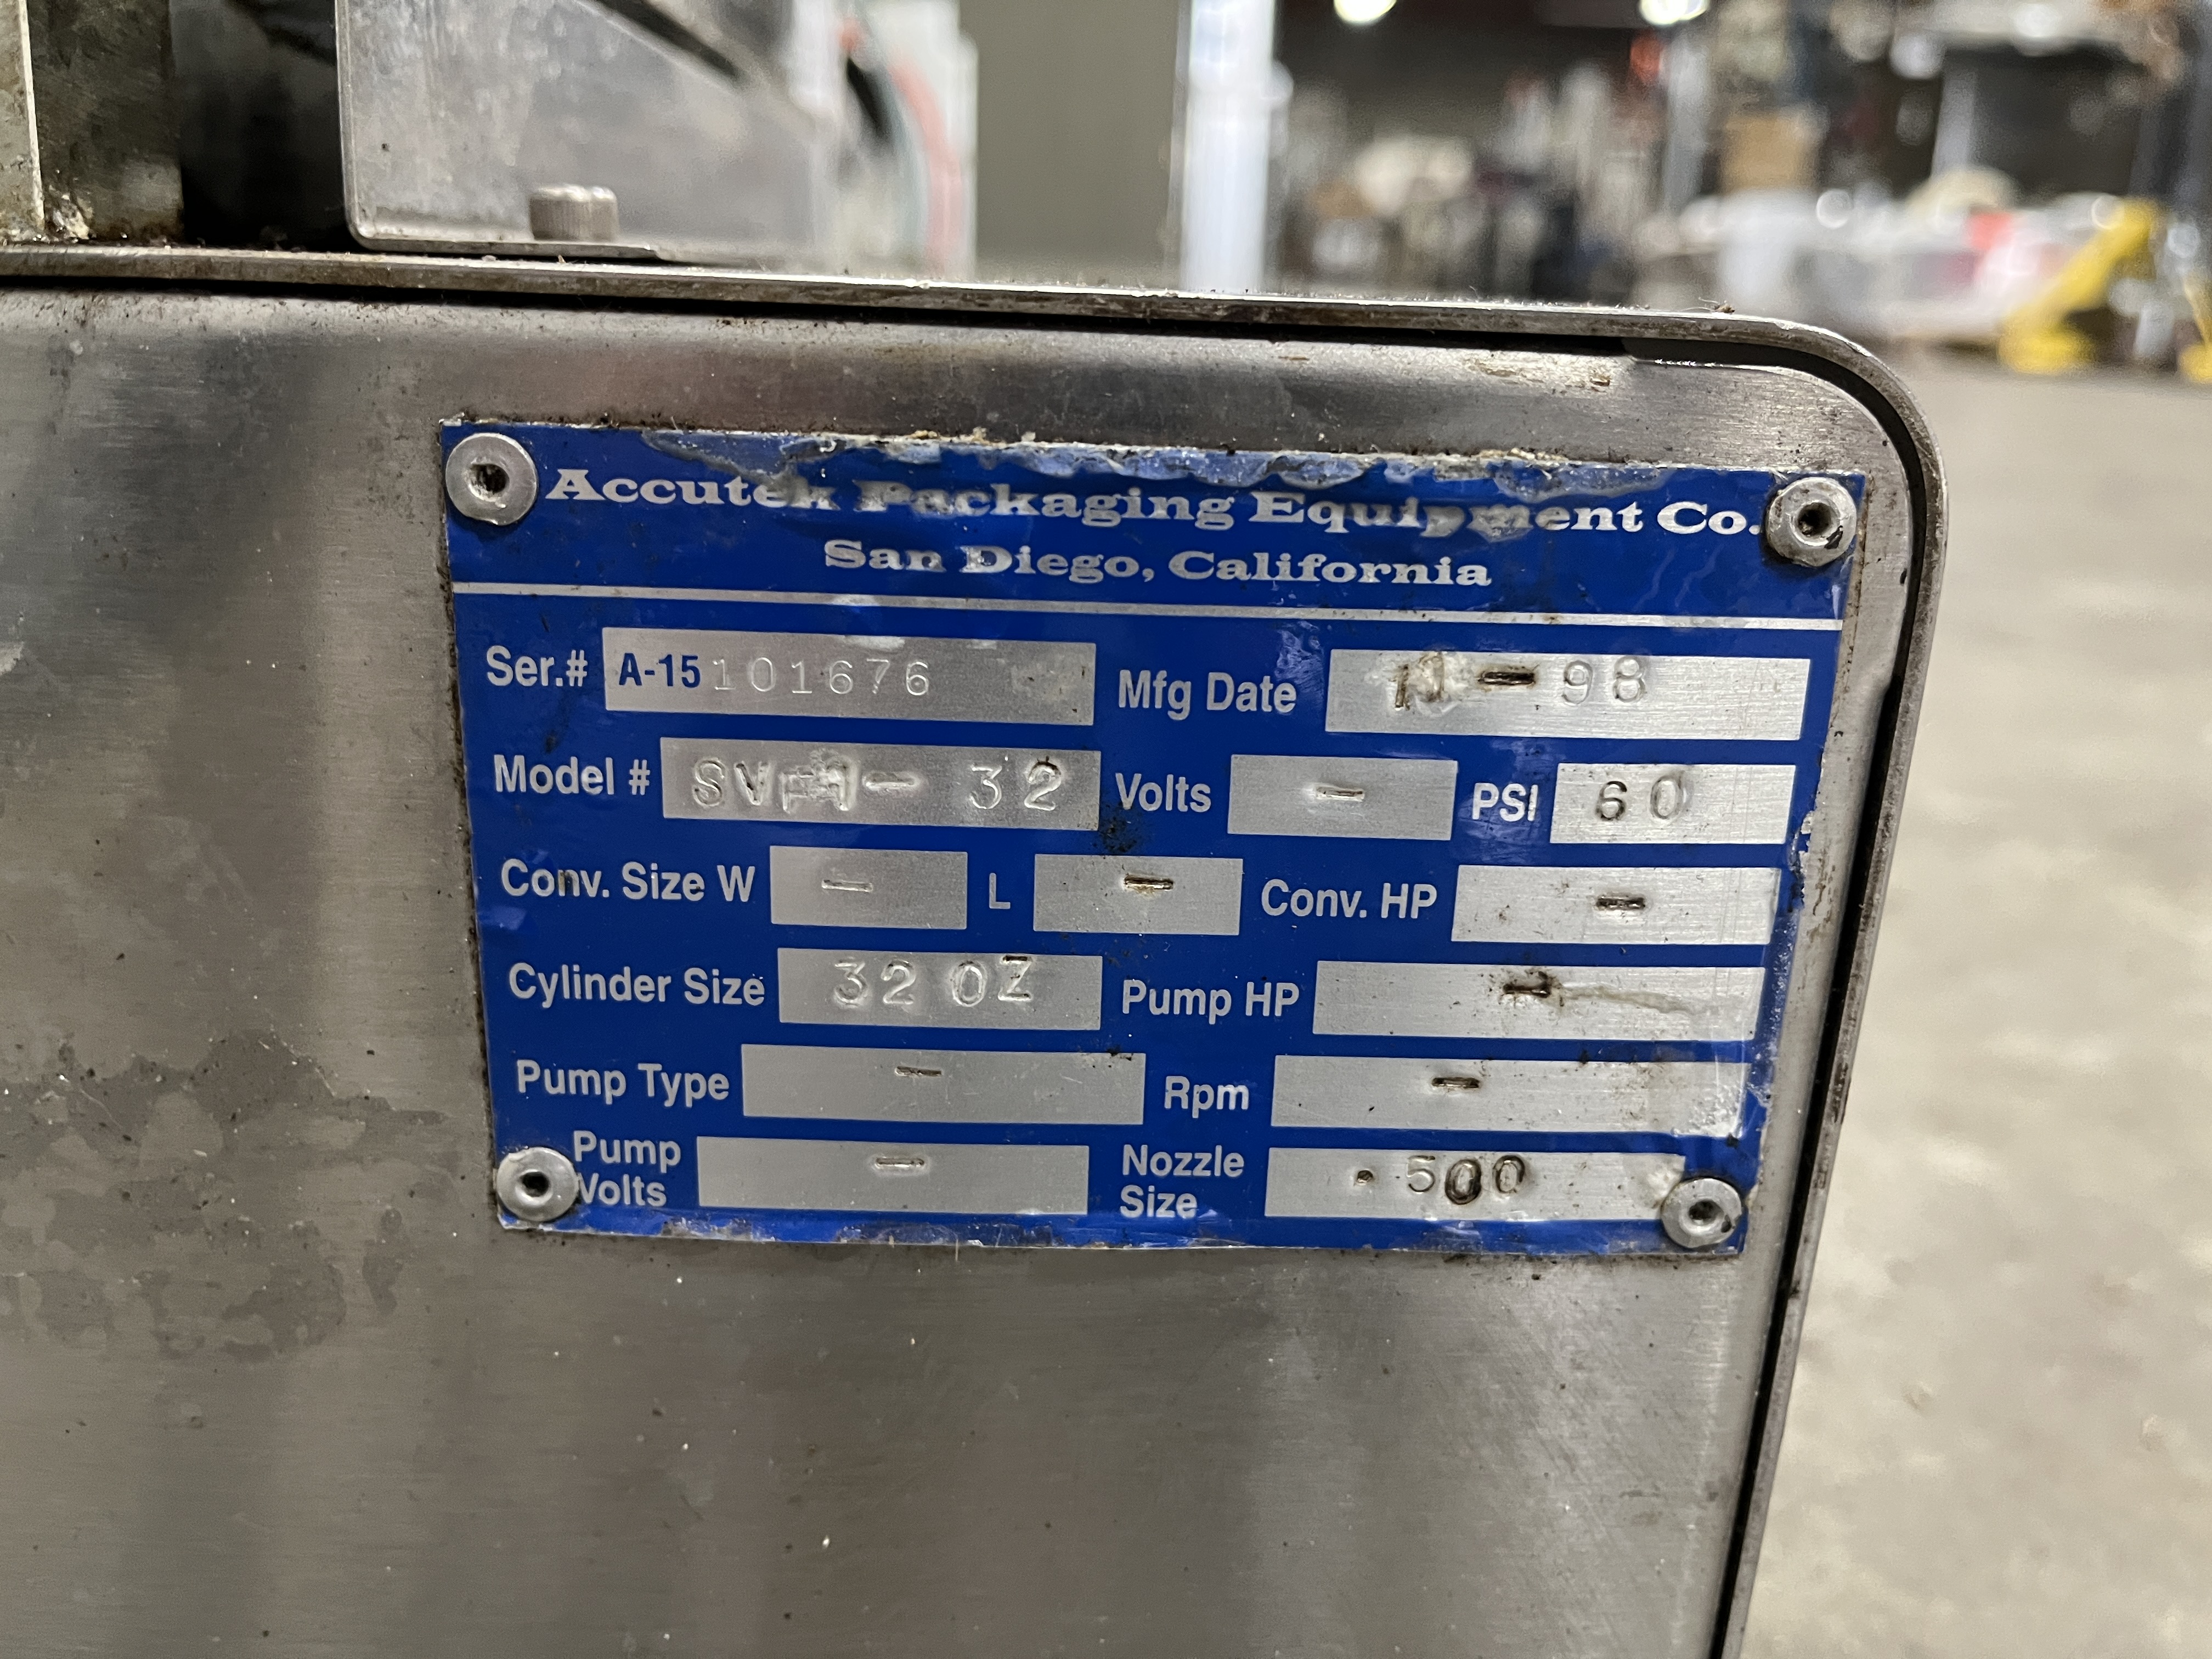 Accutek Packaging Equipment Co.
San Diego, California
Ser.# A-15 101676 Mfg Date 11-98
Model # - 32 Volts - PSI 60
Conv. Size W - L - Conv. HP -
Cylinder Size 32 OZ Pump HP -
Pump Type - Rpm -
Pump Volts - Nozzle Size .500